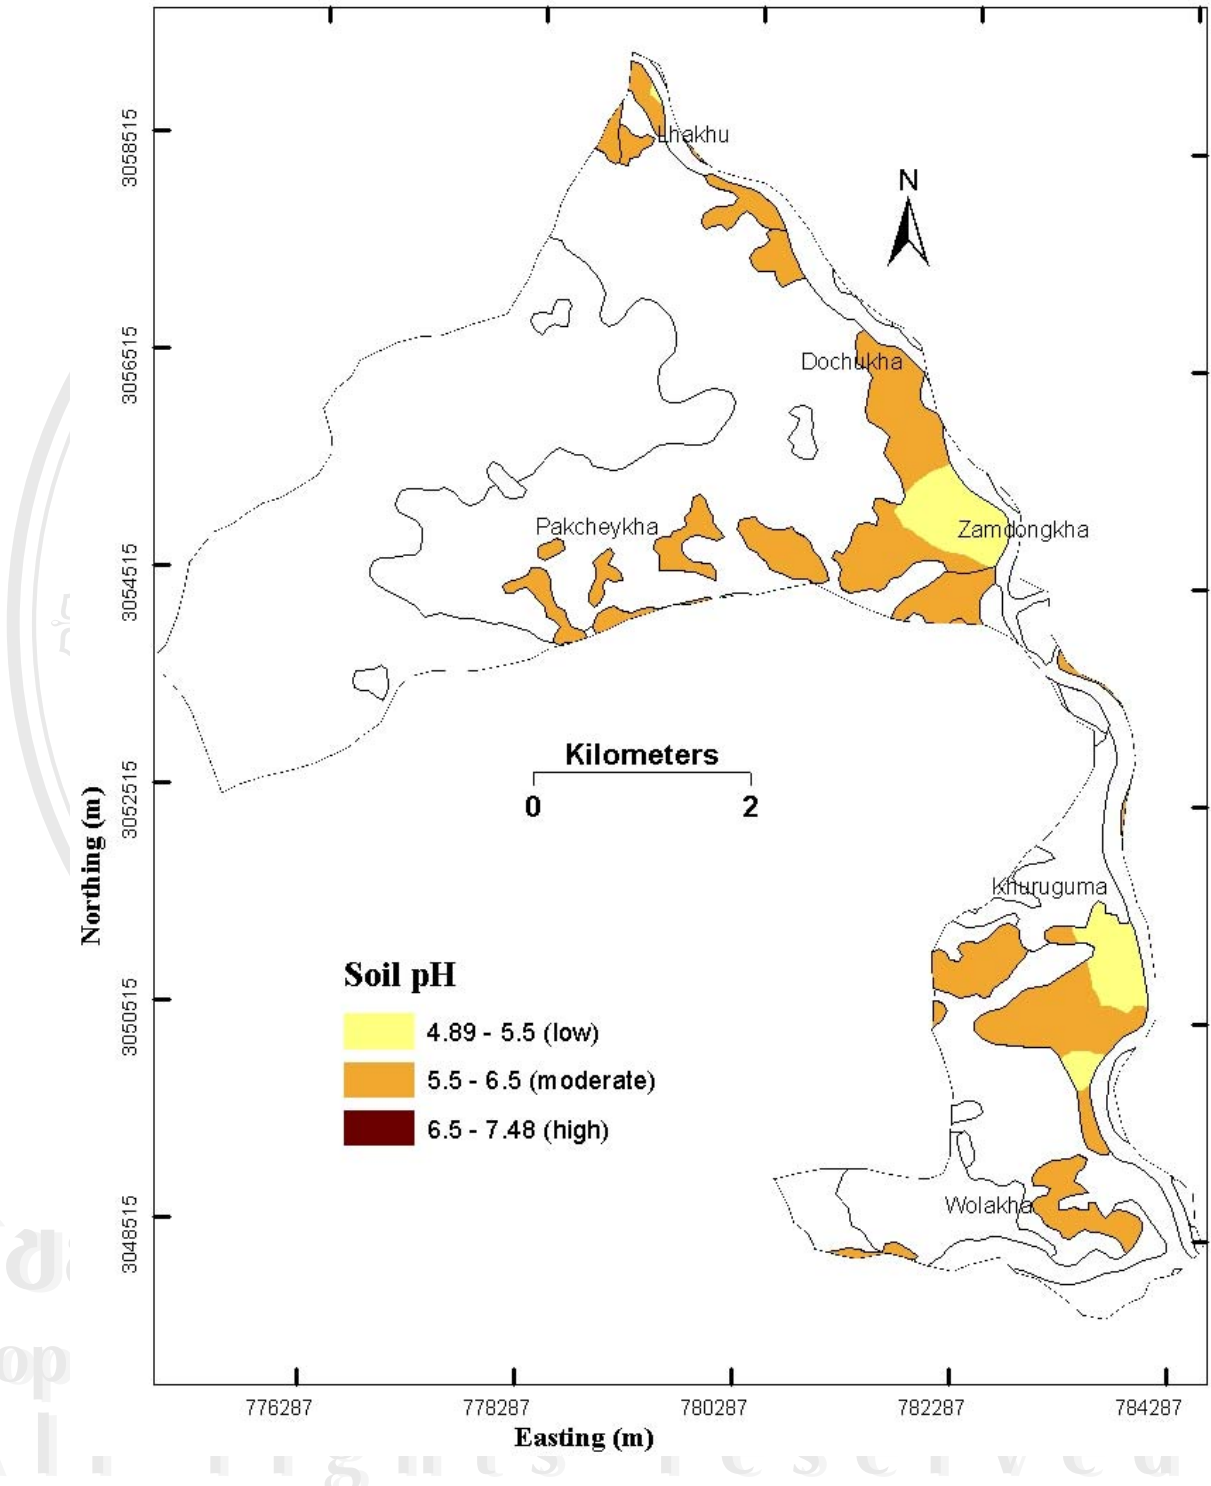 Lhakhu
3058515
N
3056515
Dochukha
Pakcheykha
Zamdongkha
3054515
Kilometers
0 2
3052515
Northing (m)
Khuruguma
Soil pH
3050515
4.89 - 5.5 (low)
5.5 - 6.5 (moderate)
6.5 - 7.48 (high)
Wolakha
3048515
776287 778287 780287 782287 784287
Easting (m)
rights reserved